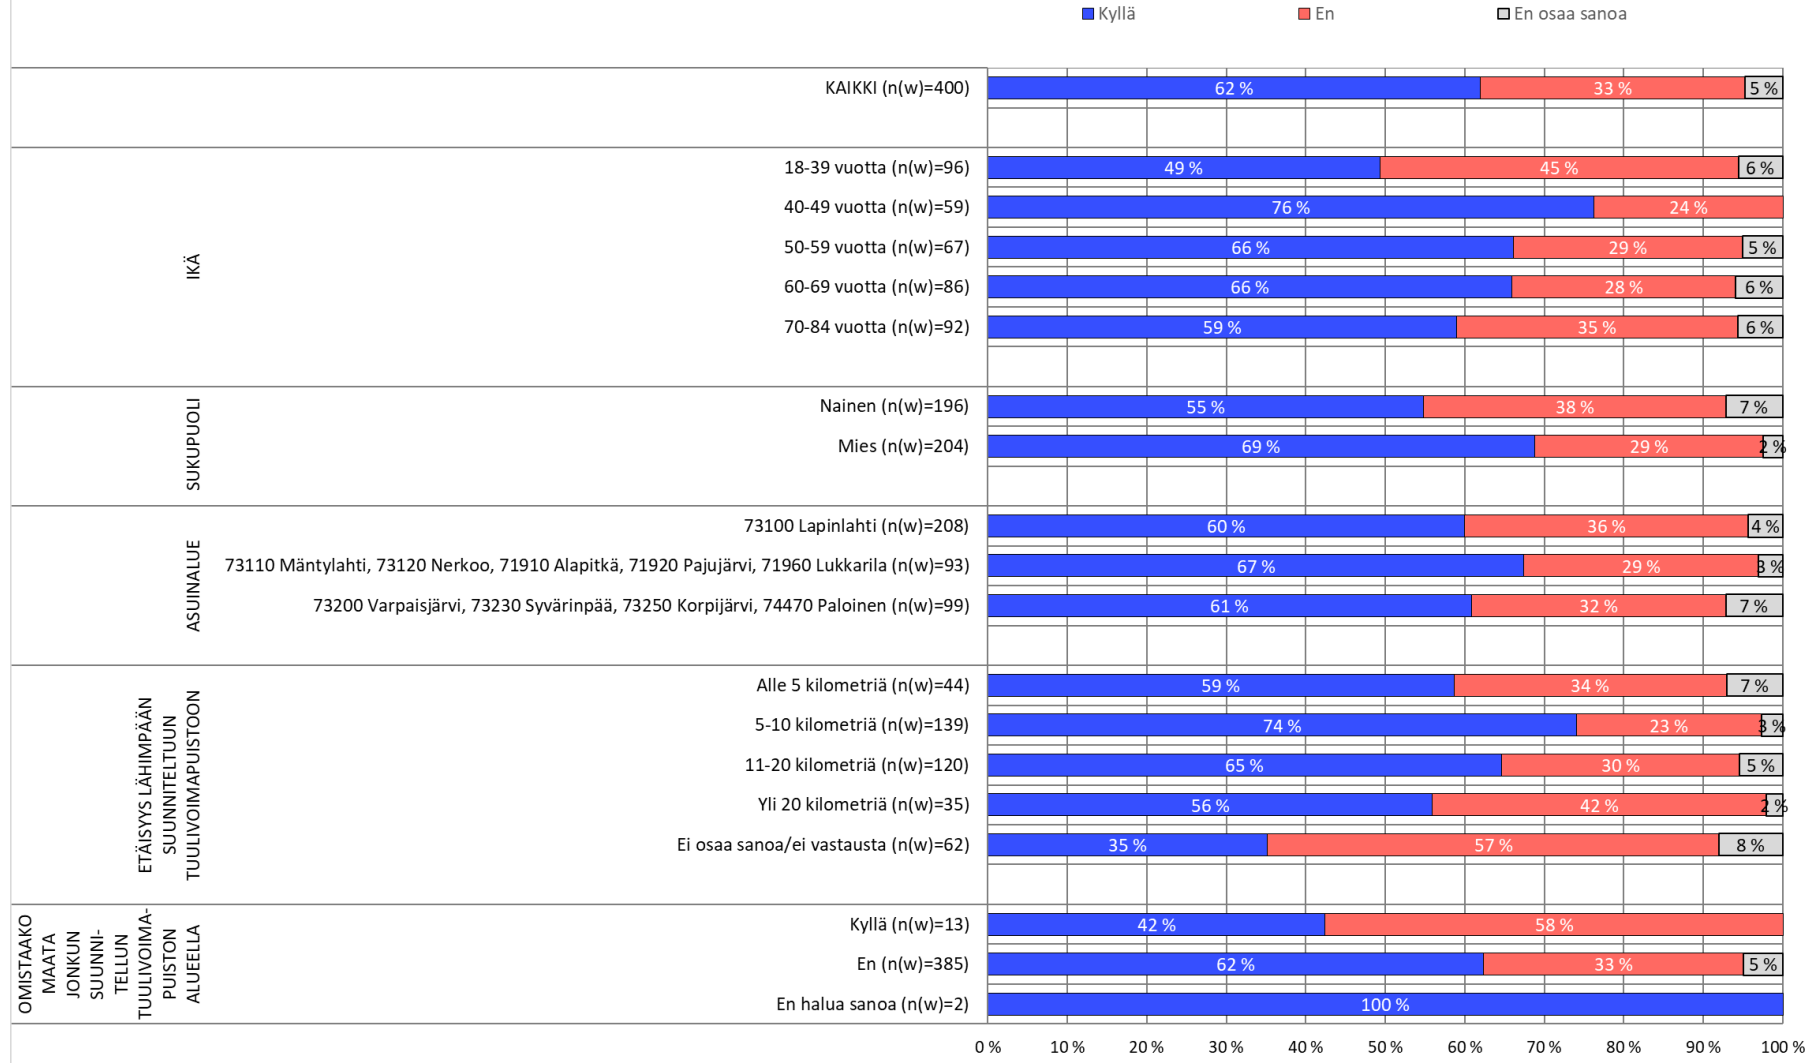 Kyllä En En osaa sanoa
KAIKKI (n(w)=400) 62 % 33 % 5 %
IKÄ
18-39 vuotta (n(w)=96) 49 % 45 % 6 %
40-49 vuotta (n(w)=59) 76 % 24 %
50-59 vuotta (n(w)=67) 66 % 29 % 5 %
60-69 vuotta (n(w)=86) 66 % 28 % 6 %
70-84 vuotta (n(w)=92) 59 % 35 % 6 %
SUKUPUOLI
Nainen (n(w)=196) 55 % 38 % 7 %
Mies (n(w)=204) 69 % 29 % 2 %
ASUINALUE
73100 Lapinlahti (n(w)=208) 60 % 36 % 4 %
73110 Mäntylahti, 73120 Nerkoo, 71910 Alapitkä, 71920 Pajujärvi, 71960 Lukkarila (n(w)=93) 67 % 29 % 3 %
73200 Varpaisjärvi, 73230 Syvärinpää, 73250 Korpijärvi, 74470 Paloinen (n(w)=99) 61 % 32 % 7 %
ETÄISYYS LÄHIMPÄÄN
SUUNNITELTUUN
TUULIVOIMAPUISTOON
Alle 5 kilometriä (n(w)=44) 59 % 34 % 7 %
5-10 kilometriä (n(w)=139) 74 % 23 % 3 %
11-20 kilometriä (n(w)=120) 65 % 30 % 5 %
Yli 20 kilometriä (n(w)=35) 56 % 42 % 2 %
Ei osaa sanoa/ei vastausta (n(w)=62) 35 % 57 % 8 %
OMISTAAKO
MAATA
JONKUN
SUUNNI-
TELLUN
TUULIVOIMA-
PUISTON
ALUEELLA
Kyllä (n(w)=13) 42 % 58 %
En (n(w)=385) 62 % 33 % 5 %
En halua sanoa (n(w)=2) 100 %
0 % 10 % 20 % 30 % 40 % 50 % 60 % 70 % 80 % 90 % 100 %